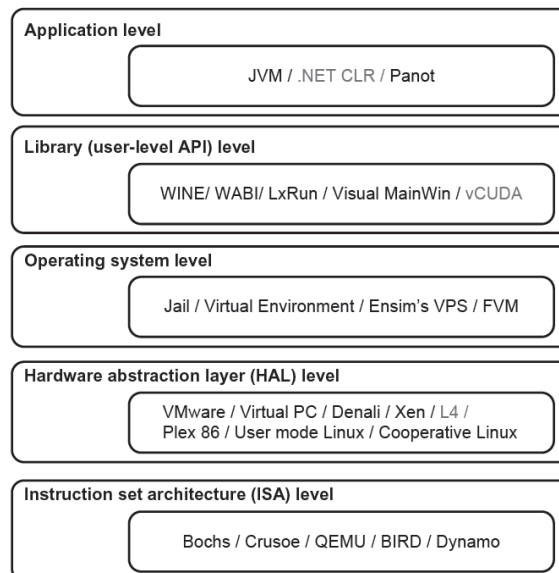 Application level
JVM / .NET CLR / Panot
Library (user-level API) level
WINE/ WABI/ LxRun / Visual MainWin / vCUDA
Operating system level
Jail / Virtual Environment / Ensim's VPS / FVM
Hardware abstraction layer (HAL) level
VMware / Virtual PC / Denali / Xen / L4 /
Plex 86 / User mode Linux / Cooperative Linux
Instruction set architecture (ISA) level
Bochs / Crusoe / QEMU / BIRD / Dynamo